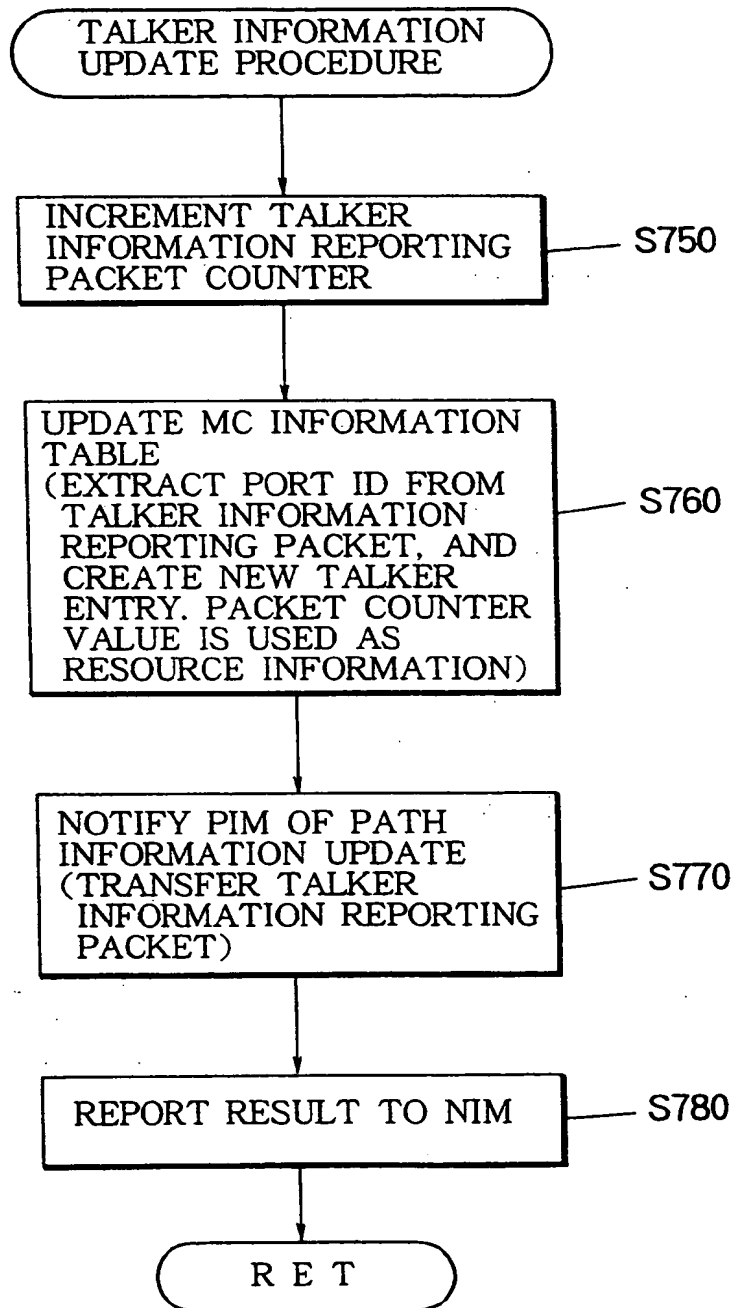 TALKER INFORMATION
UPDATE PROCEDURE
INCREMENT TALKER
INFORMATION REPORTING
PACKET COUNTER
S750
UPDATE MC INFORMATION
TABLE
(EXTRACT PORT ID FROM
TALKER INFORMATION
REPORTING PACKET, AND
CREATE NEW TALKER
ENTRY. PACKET COUNTER
VALUE IS USED AS
RESOURCE INFORMATION)
S760
NOTIFY PIM OF PATH
INFORMATION UPDATE
(TRANSFER TALKER
INFORMATION REPORTING
PACKET)
S770
REPORT RESULT TO NIM
S780
R E T